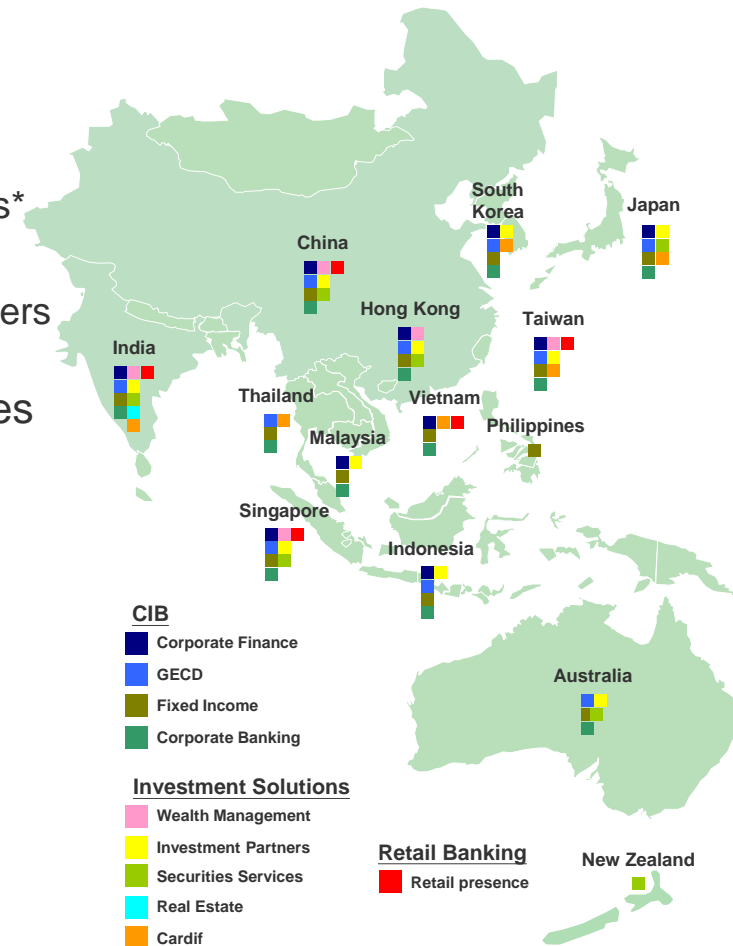 s*
ers
es
South
Korea
Japan
China
Hong Kong
Taiwan
India
Thailand
Vietnam
Philippines
Malaysia
Singapore
Indonesia
Australia
New Zealand
CIB
Corporate Finance
GECD
Fixed Income
Corporate Banking
Investment Solutions
Wealth Management
Investment Partners
Securities Services
Real Estate
Cardif
Retail Banking
Retail presence